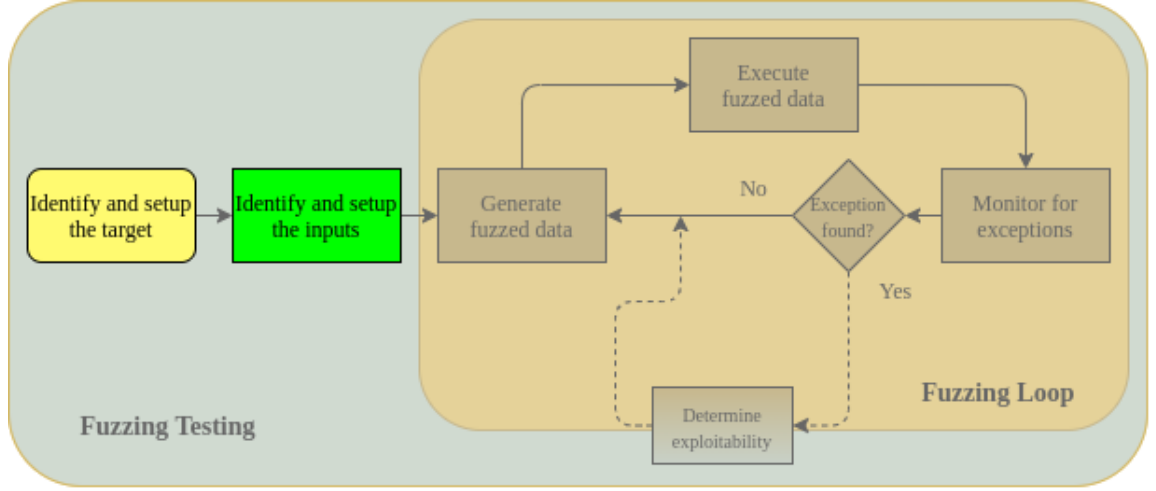 Execute
fuzzed data
Identify and setup
the target
Identify and setup
the inputs
Generate
fuzzed data
No
Exception
found?
Monitor for
exceptions
Yes
Determine
exploitability
Fuzzing Loop
Fuzzing Testing